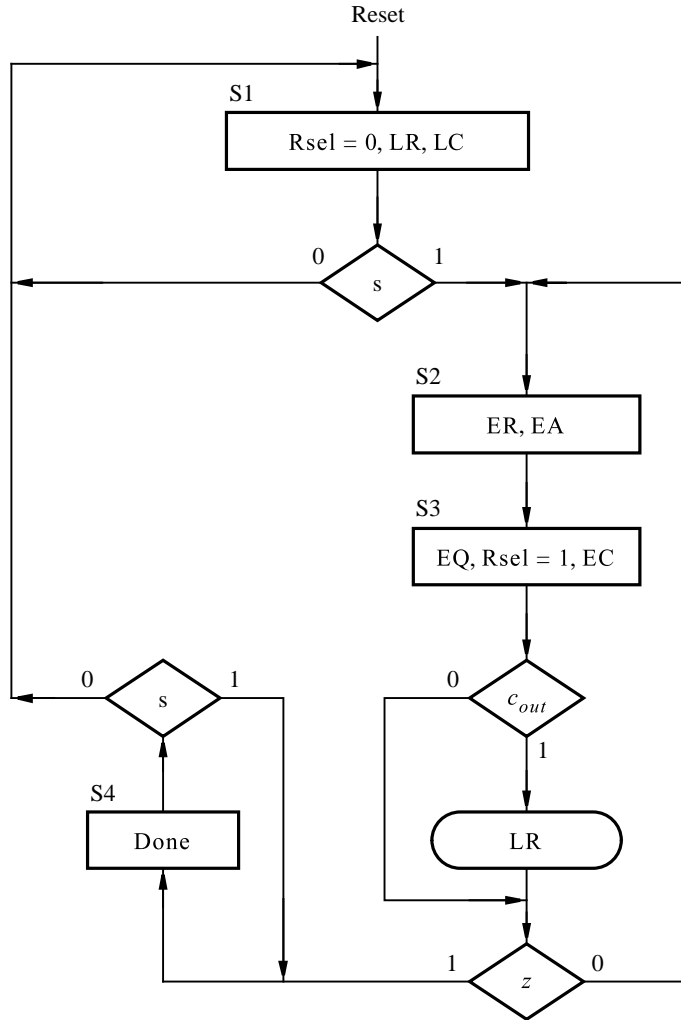 Reset
S1
Rsel = 0, LR, LC
0
1
s
S2
ER, EA
S3
EQ, Rsel = 1, EC
0
1
s
0
c_out
1
S4
Done
LR
1
0
z